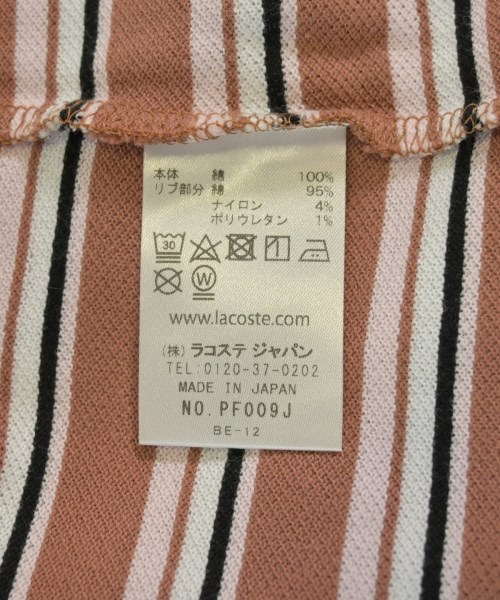 本体 綿 100%
リブ部分 綿 95%
ナイロン 4%
ポリウレタン 1%
30
W
www.lacoste.com
(株) ラコステ ジャパン
TEL:0120-37-0202
MADE IN JAPAN
NO.PF009J
BE-12